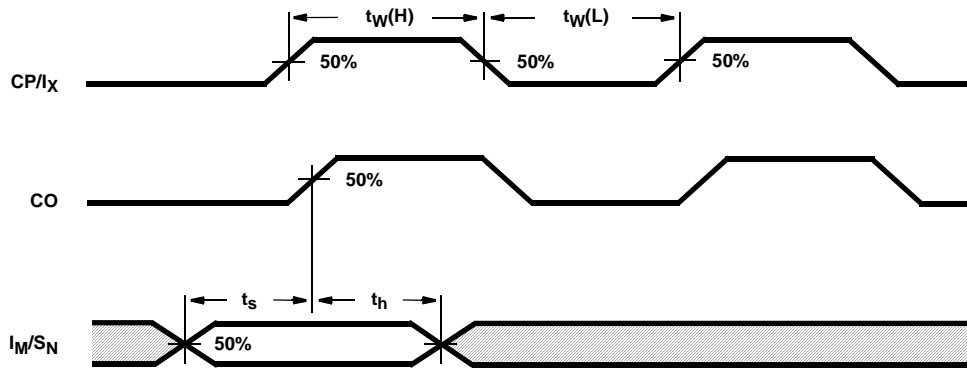 tW(H) tW(L)
CP/IX 50% 50% 50%
CO 50%
ts th
IM/SN 50%